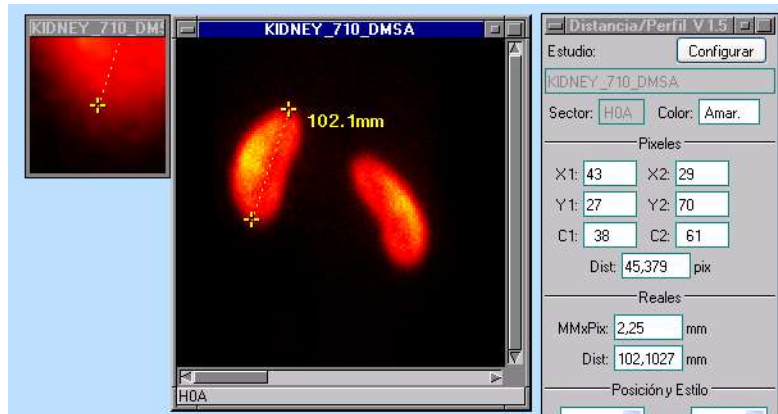 KIDNEY_710_DMS
KIDNEY_710_DMSA
102.1mm
H0A
Distancia/Perfil V 1.5
Estudio: Configurar
KIDNEY_710_DMSA
Sector: H0A Color: Amar.
Pixeles
X1: 43 X2: 29
Y1: 27 Y2: 70
C1: 38 C2: 61
Dist: 45,379 pix
Reales
MMxPix: 2,25 mm
Dist: 102,1027 mm
Posición y Estilo